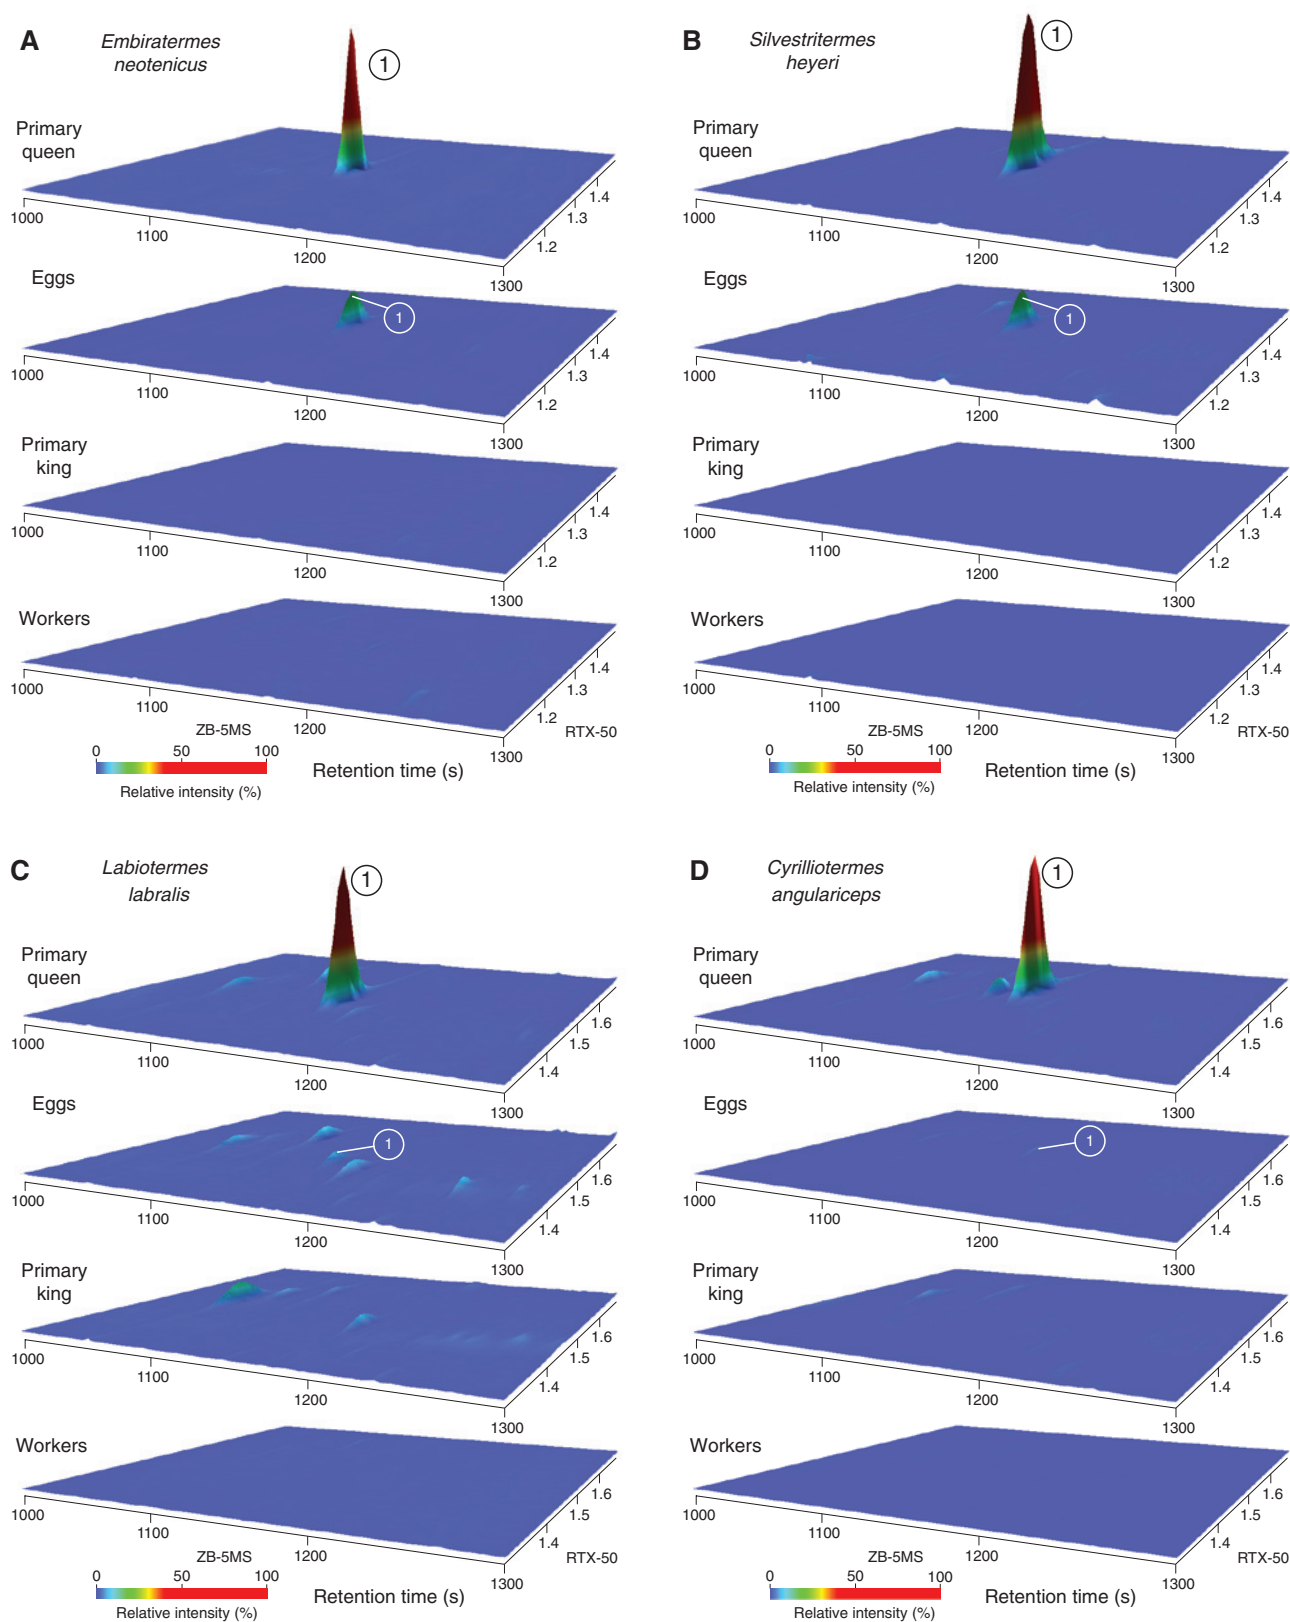 A
Embiratermes
neotenicus
1
Primary
queen
1000
1100
1200
1300
1.2
1.3
1.4
Eggs
1
1000
1100
1200
1300
1.2
1.3
1.4
Primary
king
1000
1100
1200
1300
1.2
1.3
1.4
Workers
1000
1100
1200
1300
1.2
1.3
1.4
ZB-5MS
RTX-50
0 50 100
Relative intensity (%)
Retention time (s)
B
Silvestritermes
heyeri
1
Primary
queen
1000
1100
1200
1300
1.2
1.3
1.4
Eggs
1
1000
1100
1200
1300
1.2
1.3
1.4
Primary
king
1000
1100
1200
1300
1.2
1.3
1.4
Workers
1000
1100
1200
1300
1.2
1.3
1.4
ZB-5MS
RTX-50
0 50 100
Relative intensity (%)
Retention time (s)
C
Labiotermes
labralis
1
Primary
queen
1000
1100
1200
1300
1.4
1.5
1.6
Eggs
1
1000
1100
1200
1300
1.4
1.5
1.6
Primary
king
1000
1100
1200
1300
1.4
1.5
1.6
Workers
1000
1100
1200
1300
1.4
1.5
1.6
ZB-5MS
RTX-50
0 50 100
Relative intensity (%)
Retention time (s)
D
Cyrilliotermes
angulariceps
1
Primary
queen
1000
1100
1200
1300
1.4
1.5
1.6
Eggs
1
1000
1100
1200
1300
1.4
1.5
1.6
Primary
king
1000
1100
1200
1300
1.4
1.5
1.6
Workers
1000
1100
1200
1300
1.4
1.5
1.6
ZB-5MS
RTX-50
0 50 100
Relative intensity (%)
Retention time (s)